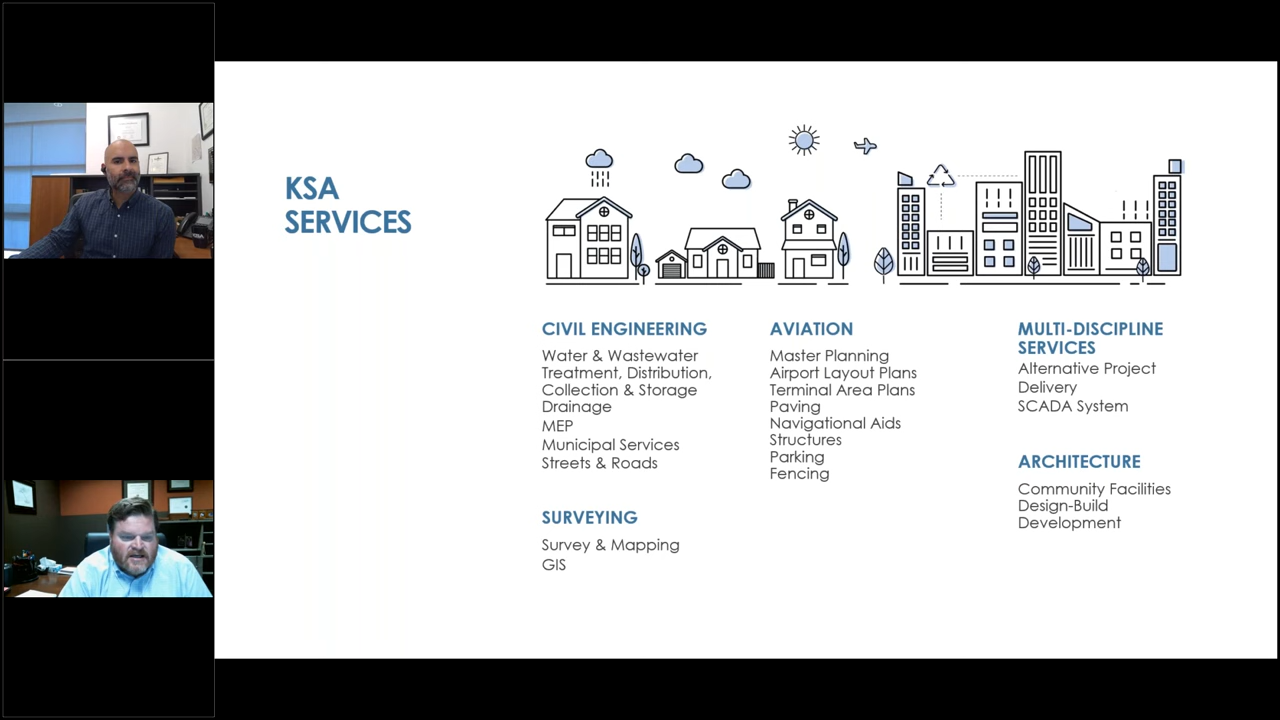 KSA
SERVICES
CIVIL ENGINEERING
Water & Wastewater
Treatment, Distribution,
Collection & Storage
Drainage
MEP
Municipal Services
Streets & Roads
SURVEYING
Survey & Mapping
GIS
AVIATION
Master Planning
Airport Layout Plans
Terminal Area Plans
Paving
Navigational Aids
Structures
Parking
Fencing
MULTI-DISCIPLINE
SERVICES
Alternative Project
Delivery
SCADA System
ARCHITECTURE
Community Facilities
Design-Build
Development